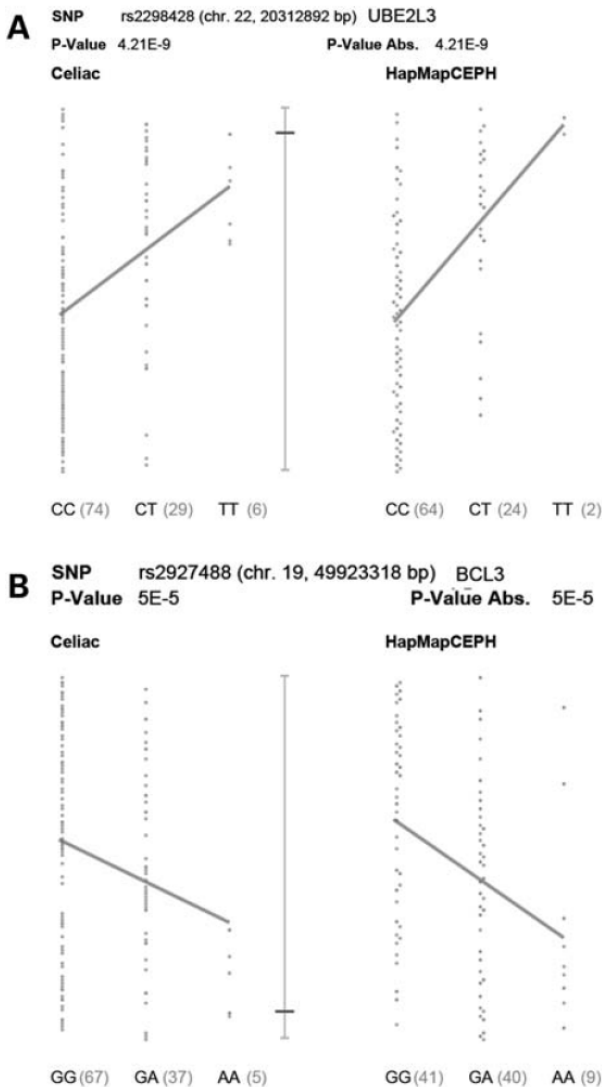 A
SNP rs2298428 (chr. 22, 20312892 bp) UBE2L3
P-Value 4.21E-9 P-Value Abs. 4.21E-9
Celiac HapMapCEPH
CC (74) CT (29) TT (6) CC (64) CT (24) TT (2)
B
SNP rs2927488 (chr. 19, 49923318 bp) BCL3
P-Value 5E-5 P-Value Abs. 5E-5
Celiac HapMapCEPH
GG (67) GA (37) AA (5) GG (41) GA (40) AA (9)